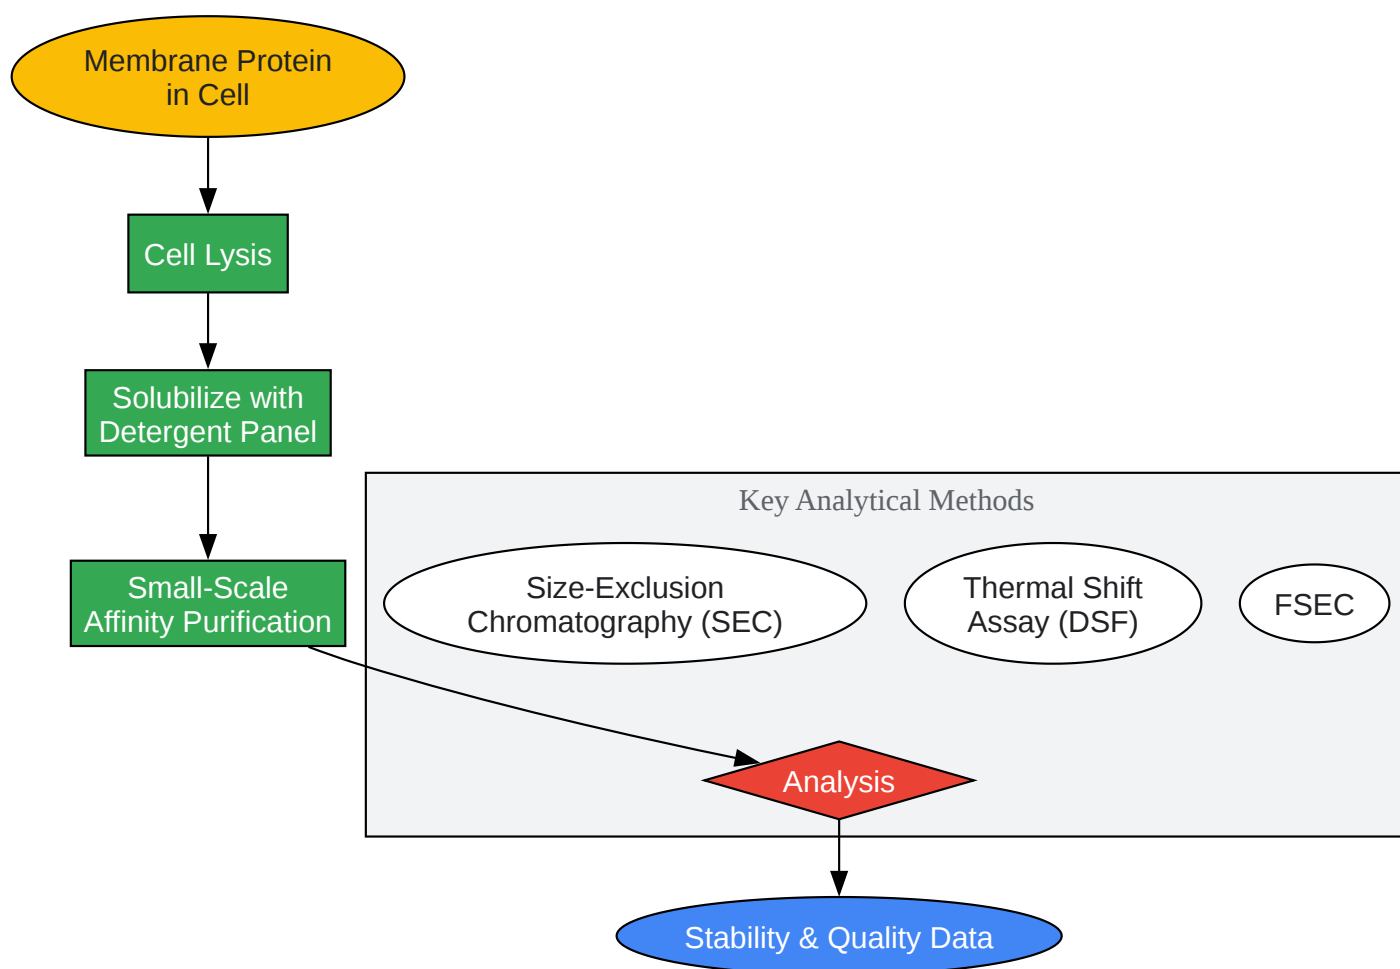 Membrane Protein
in Cell
Cell Lysis
Solubilize with
Detergent Panel
Key Analytical Methods
Small-Scale
Affinity Purification
Size-Exclusion
Chromatography (SEC)
Thermal Shift
Assay (DSF)
FSEC
Analysis
Stability & Quality Data